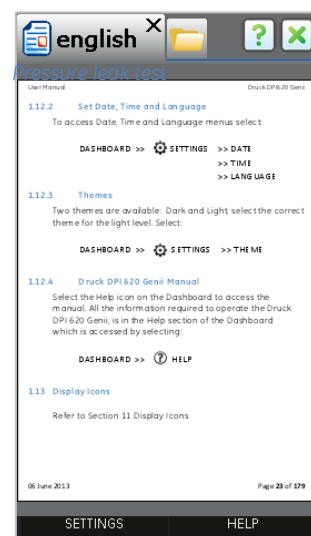 english X
?
X
Pressure leak test
User Manual Druck DPI 620 Genii
1.12.2 Set Date, Time and Language
To access Date, Time and Language menus select
DASHBOARD >> SETTINGS >> DATE
>> TIME
>> LANGUAGE
1.12.3 Themes
Two themes are available: Dark and Light, select the correct
theme for the light level. Select:
DASHBOARD >> SETTINGS >> THEME
1.12.4 Druck DPI 620 Genii Manual
Select the Help icon on the Dashboard to access the
manual. All the information required to operate the Druck
DPI 620 Genii, is in the Help section of the Dashboard
which is accessed by selecting:
DASHBOARD >> ? HELP
1.13 Display Icons
Refer to Section 11 Display Icons
06 June 2013 Page 23 of 179
SETTINGS HELP